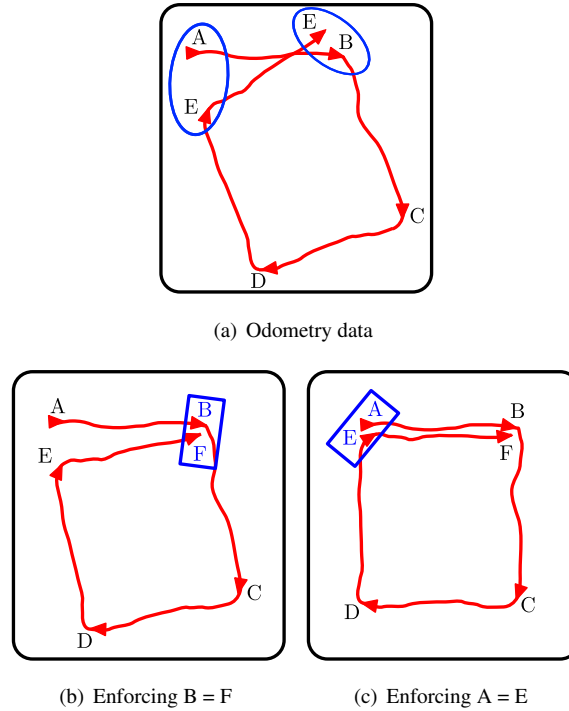 E
A
B
E
C
D
(a) Odometry data
A
B
F
E
C
D
(b) Enforcing B = F
A
B
E
F
C
D
(c) Enforcing A = E